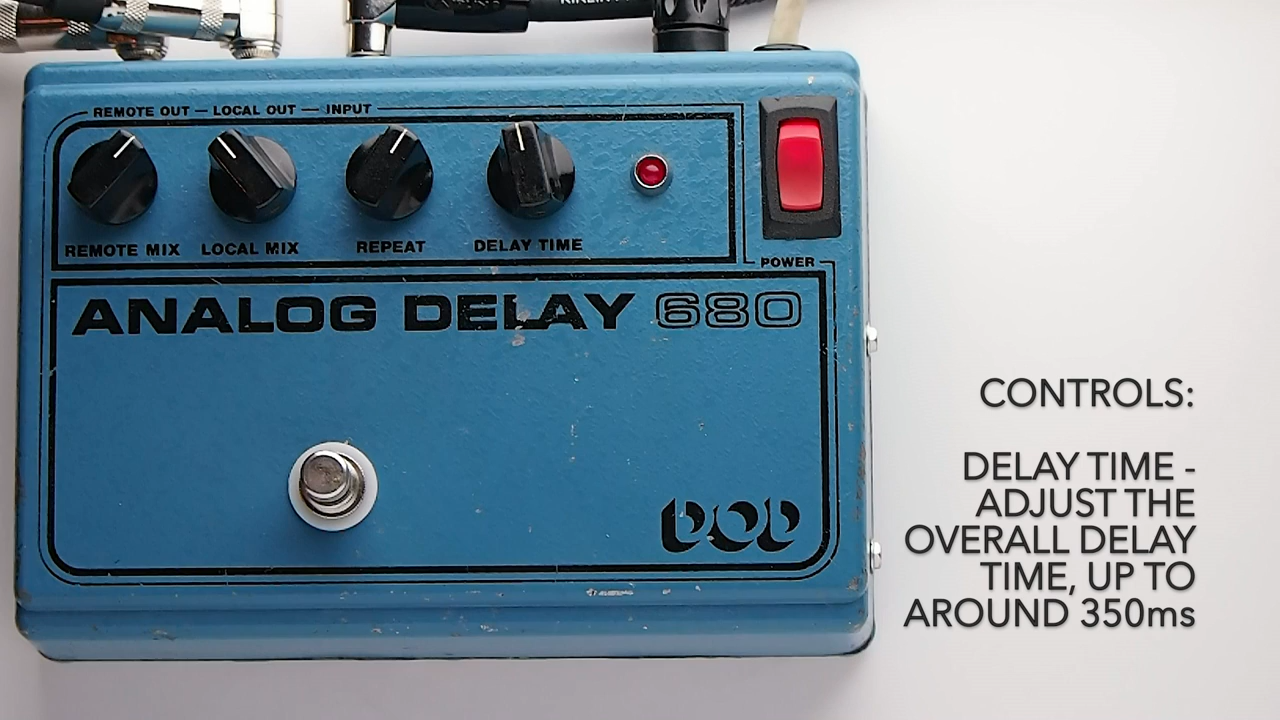 REMOTE OUT — LOCAL OUT — INPUT
REMOTE MIX LOCAL MIX REPEAT DELAY TIME
POWER
ANALOG DELAY 680
DOD
CONTROLS:
DELAY TIME -
ADJUST THE
OVERALL DELAY
TIME, UP TO
AROUND 350ms